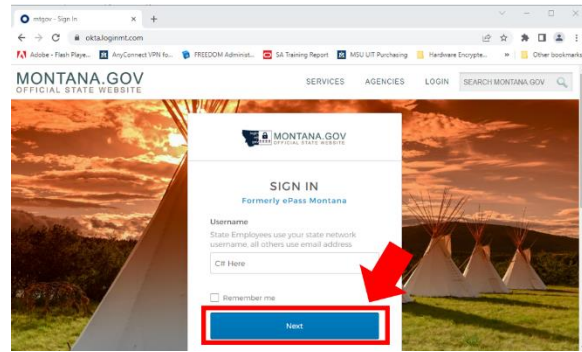 mtgov - Sign In
okta.loginmt.com
Adobe - Flash Playe... AnyConnect VPN fo... FREEDOM Administ... SA Training Report MSU UIT Purchasing Hardware Encrypte... » Other bookmarks
MONTANA.GOV SERVICES AGENCIES LOGIN SEARCH MONTANA.GOV
OFFICIAL STATE WEBSITE
MONTANA.GOV
OFFICIAL STATE WEBSITE
SIGN IN
Formerly ePass Montana
Username
State Employees use your state network
username, all others use email address
C## Here
Remember me
Next